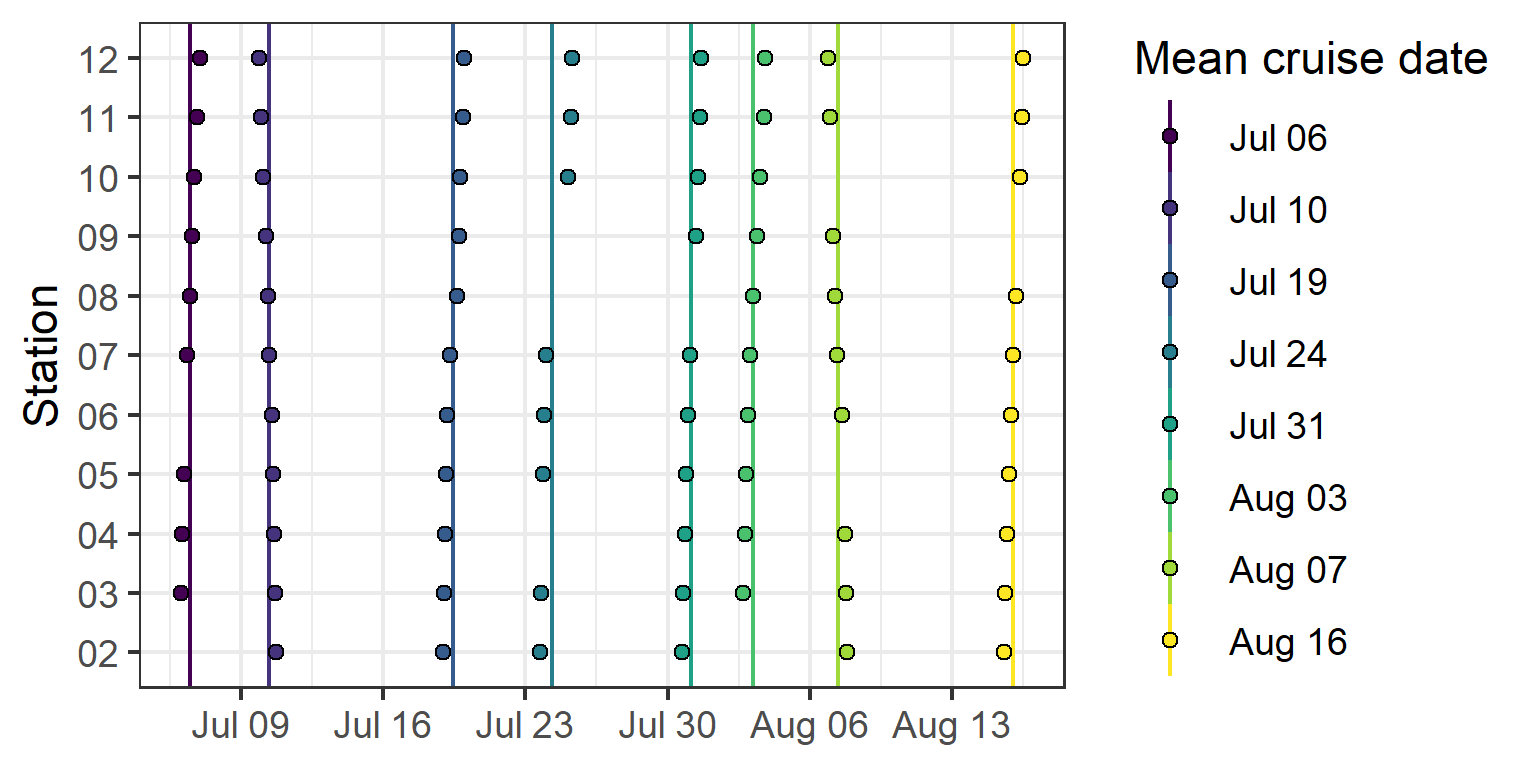 Station
12
11
10
09
08
07
06
05
04
03
02
Jul 09
Jul 16
Jul 23
Jul 30
Aug 06
Aug 13
Mean cruise date
Jul 06
Jul 10
Jul 19
Jul 24
Jul 31
Aug 03
Aug 07
Aug 16